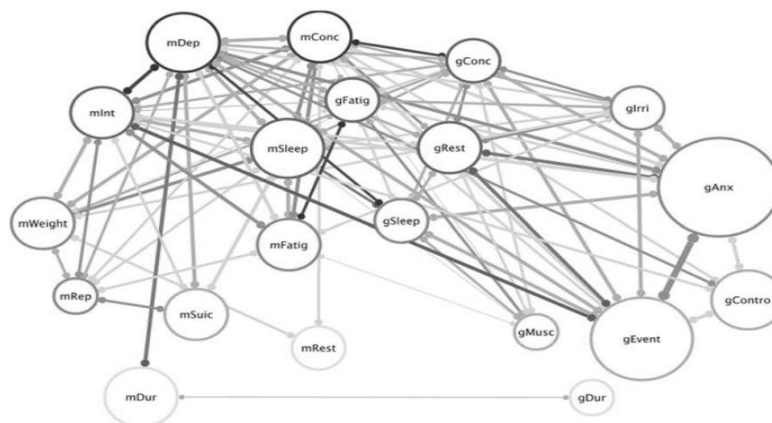 mDep
mConc
gConc
mInt
gFatig
gIrri
mSleep
gRest
gAnx
mWeight
gSleep
mFatig
mRep
mSuic
gContro
gMusc
gEvent
mRest
mDur
gDur